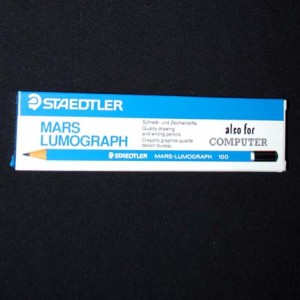 STAEDTLER
MARS
LUMOGRAPH
Schreib- und Zeichenstifte
Quality drawing
and writing pencils
Crayons graphite qualité
dessin bureau
also for
COMPUTER
STAEDTLER MARS-LUMOGRAPH 100